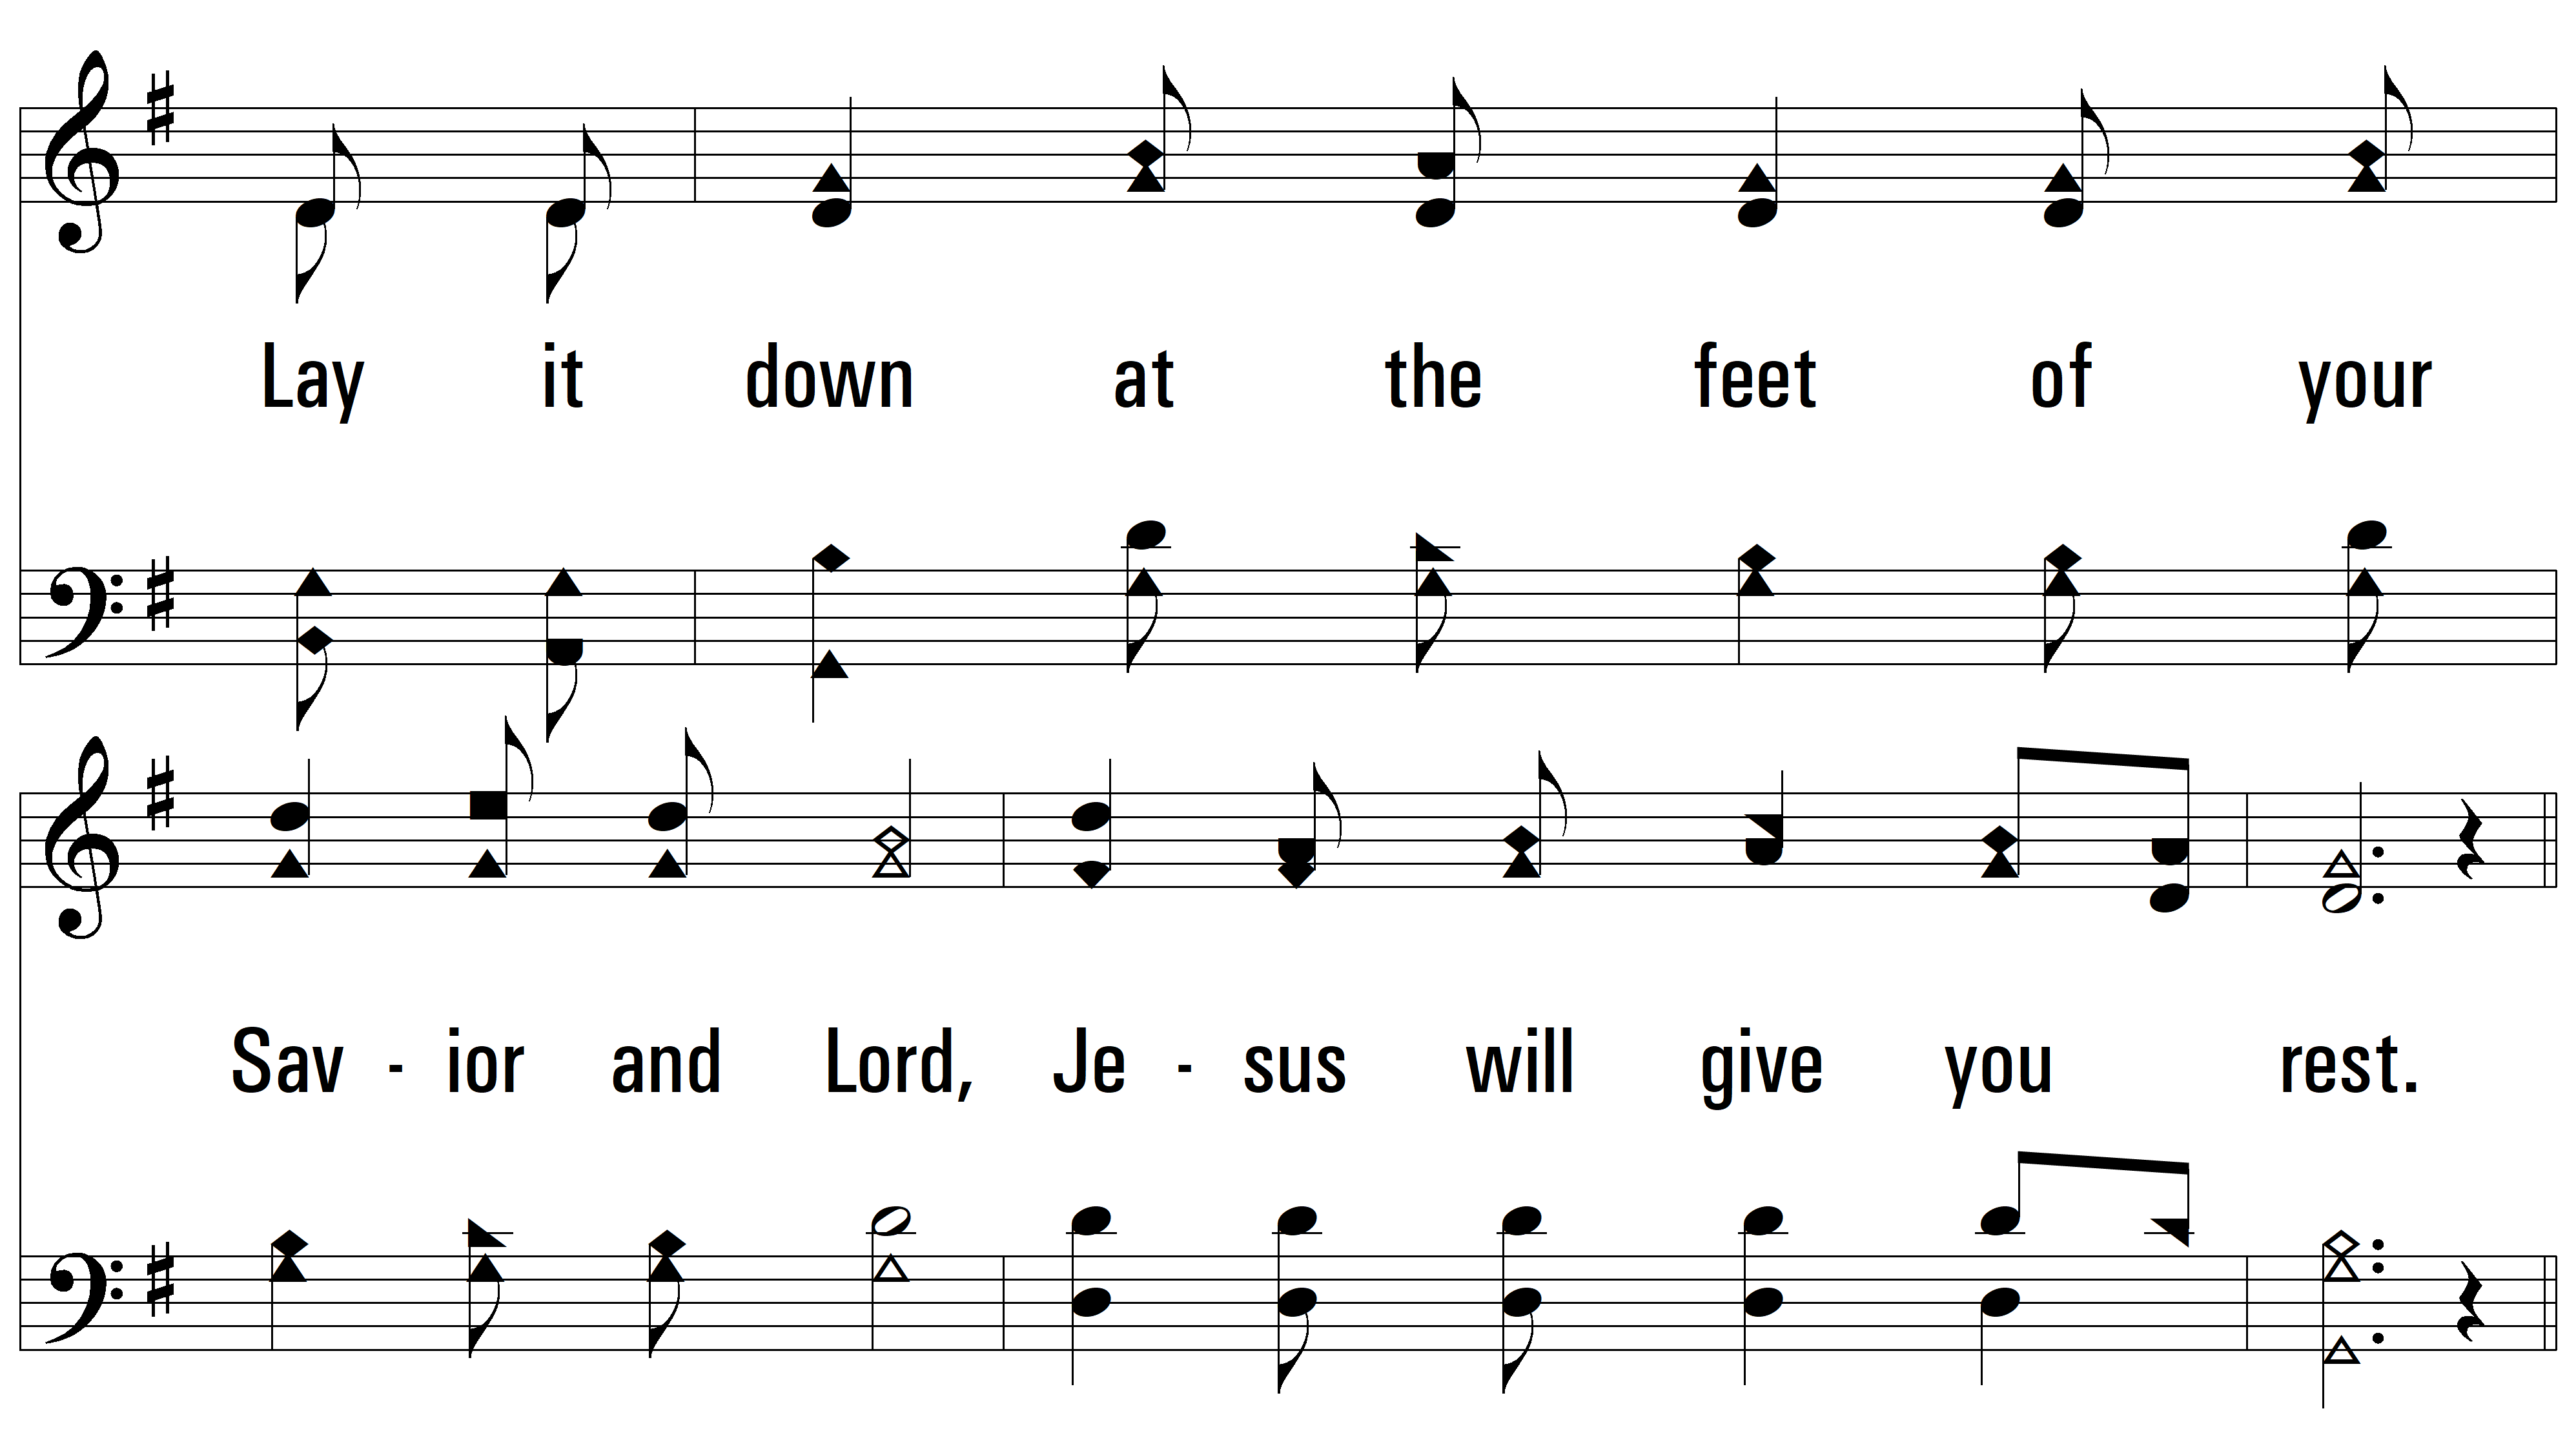 Lay it down at the feet of your
Sav - ior and Lord, Je - sus will give you rest.